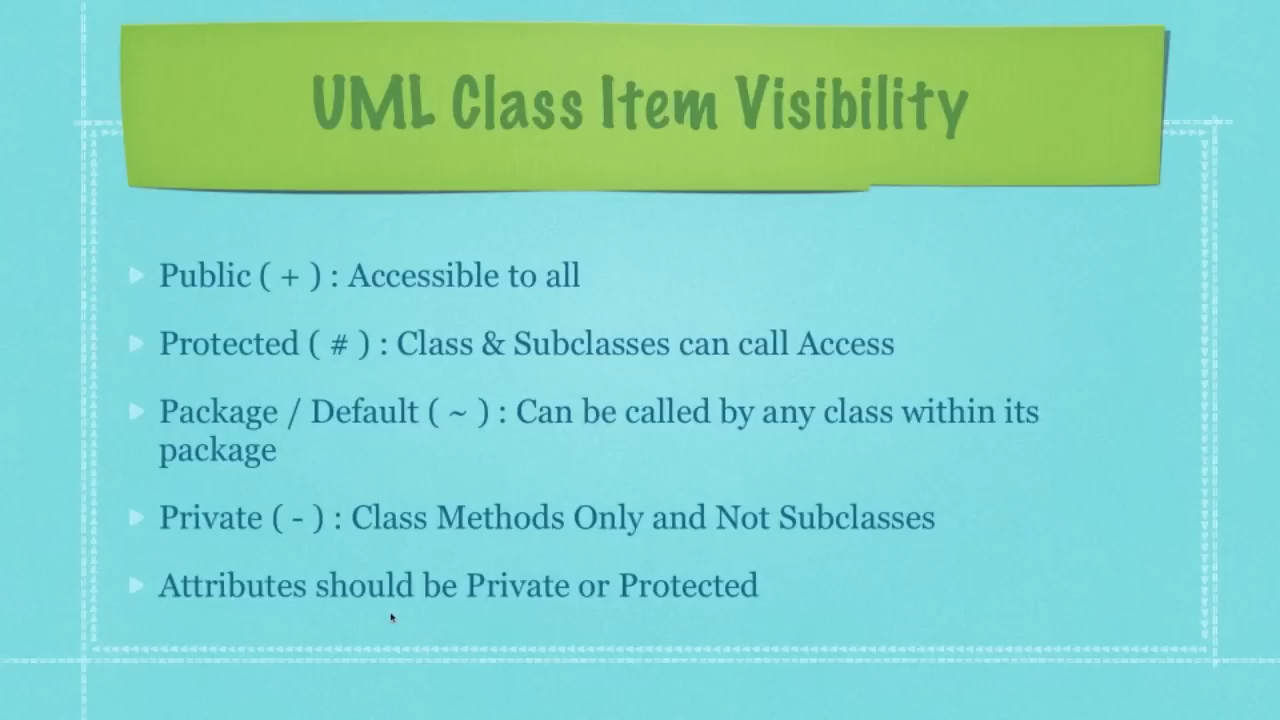 UML Class Item Visibility
Public ( + ) : Accessible to all
Protected ( # ) : Class & Subclasses can call Access
Package / Default ( ~ ) : Can be called by any class within its
package
Private ( - ) : Class Methods Only and Not Subclasses
Attributes should be Private or Protected